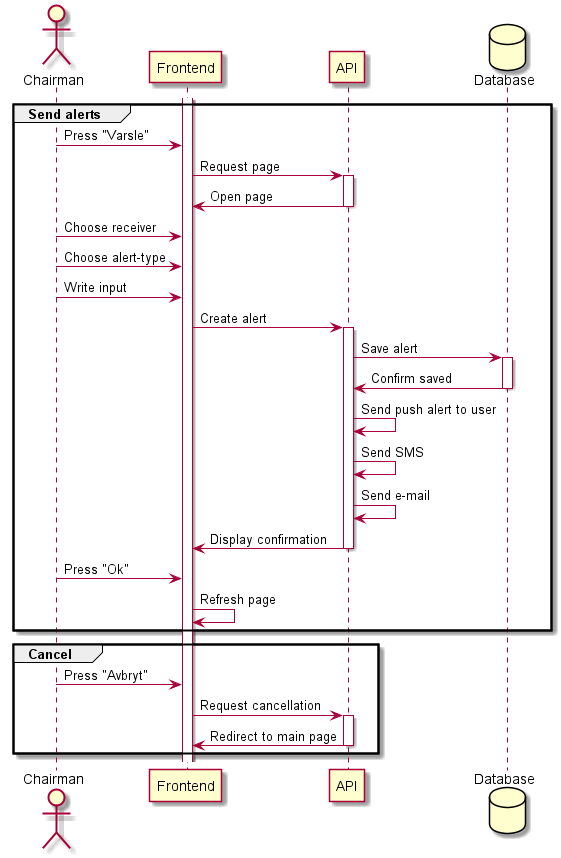 Chairman
Frontend
API
Database
Send alerts
Press "Varsle"
Request page
Open page
Choose receiver
Choose alert-type
Write input
Create alert
Save alert
Confirm saved
Send push alert to user
Send SMS
Send e-mail
Display confirmation
Press "Ok"
Refresh page
Cancel
Press "Avbryt"
Request cancellation
Redirect to main page
Chairman
Frontend
API
Database